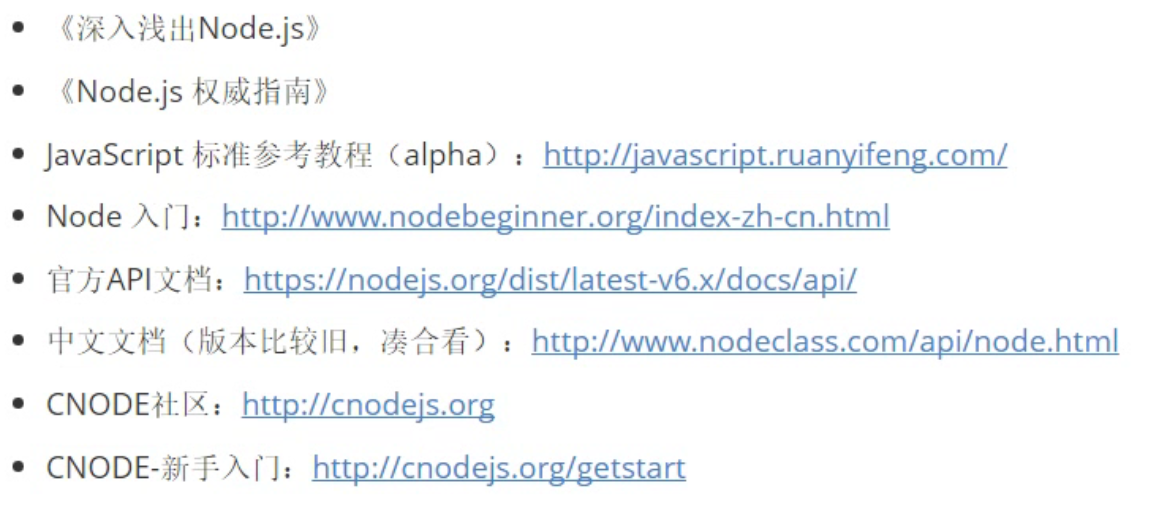 • 《深入浅出Node.js》
• 《Node.js 权威指南》
• JavaScript 标准参考教程（alpha）：http://javascript.ruanyifeng.com/
• Node 入门：http://www.nodebeginner.org/index-zh-cn.html
• 官方API文档：https://nodejs.org/dist/latest-v6.x/docs/api/
• 中文文档（版本比较旧，凑合看）：http://www.nodeclass.com/api/node.html
• CNODE社区：http://cnodejs.org
• CNODE-新手入门：http://cnodejs.org/getstart